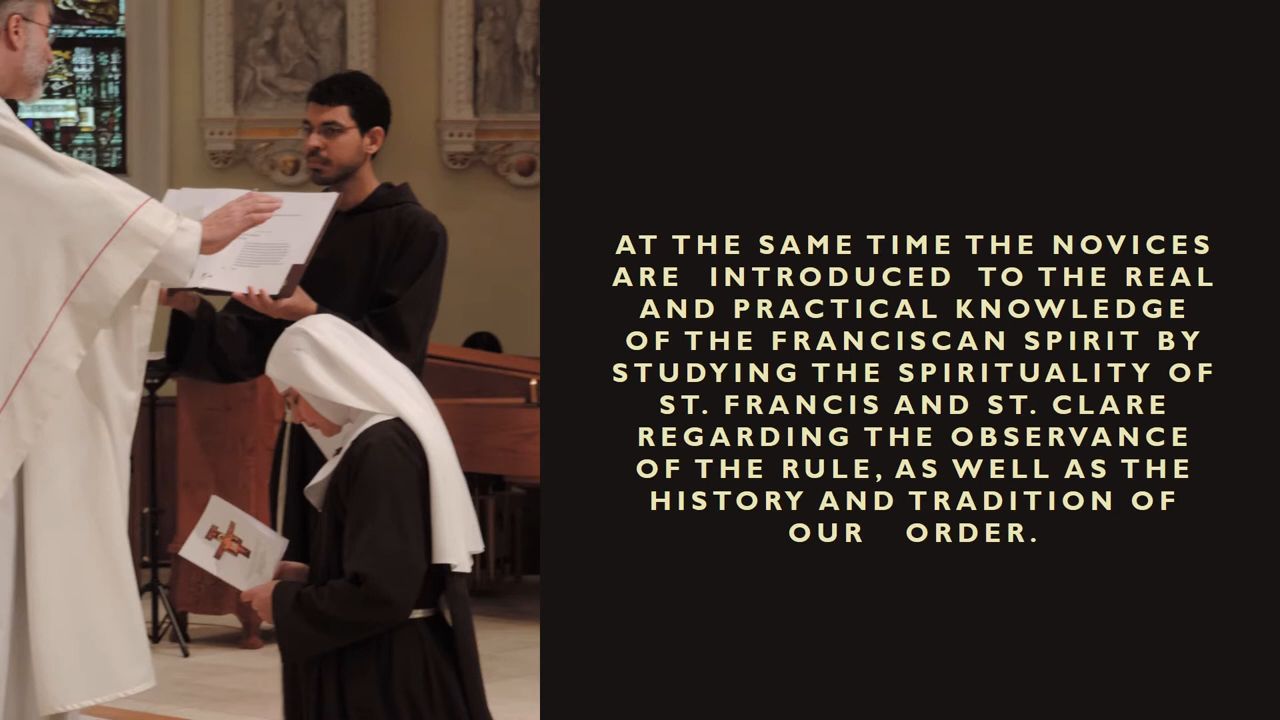 AT THE SAME TIME THE NOVICES
ARE INTRODUCED TO THE REAL
AND PRACTICAL KNOWLEDGE
OF THE FRANCISCAN SPIRIT BY
STUDYING THE SPIRITUALITY OF
ST. FRANCIS AND ST. CLARE
REGARDING THE OBSERVANCE
OF THE RULE, AS WELL AS THE
HISTORY AND TRADITION OF
OUR ORDER.